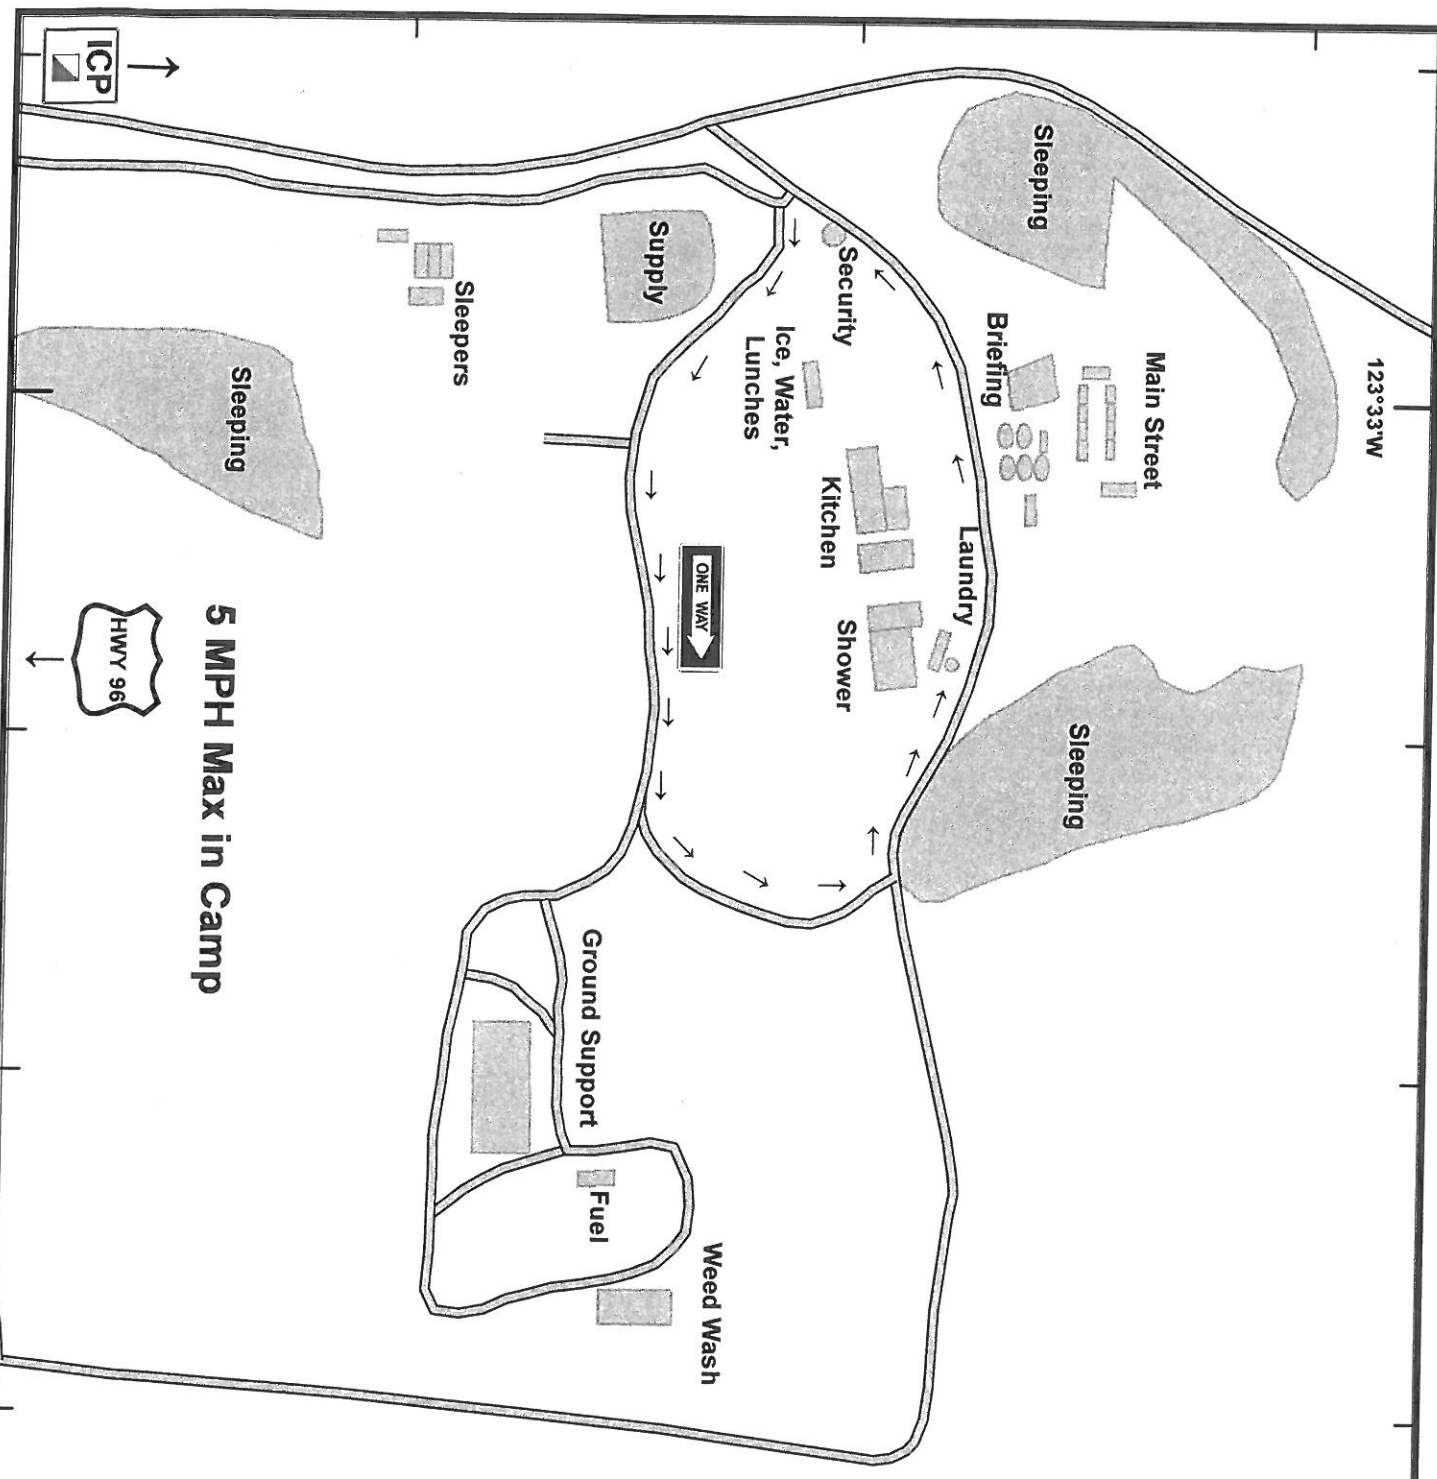 ICP
123°33'W
Sleeping
Main Street
Briefing
Security
Supply
Ice, Water,
Lunches
Sleepers
Sleeping
Kitchen
Laundry
Shower
ONE WAY
Sleeping
5 MPH Max in Camp
HWY 96
Ground Support
Fuel
Weed Wash